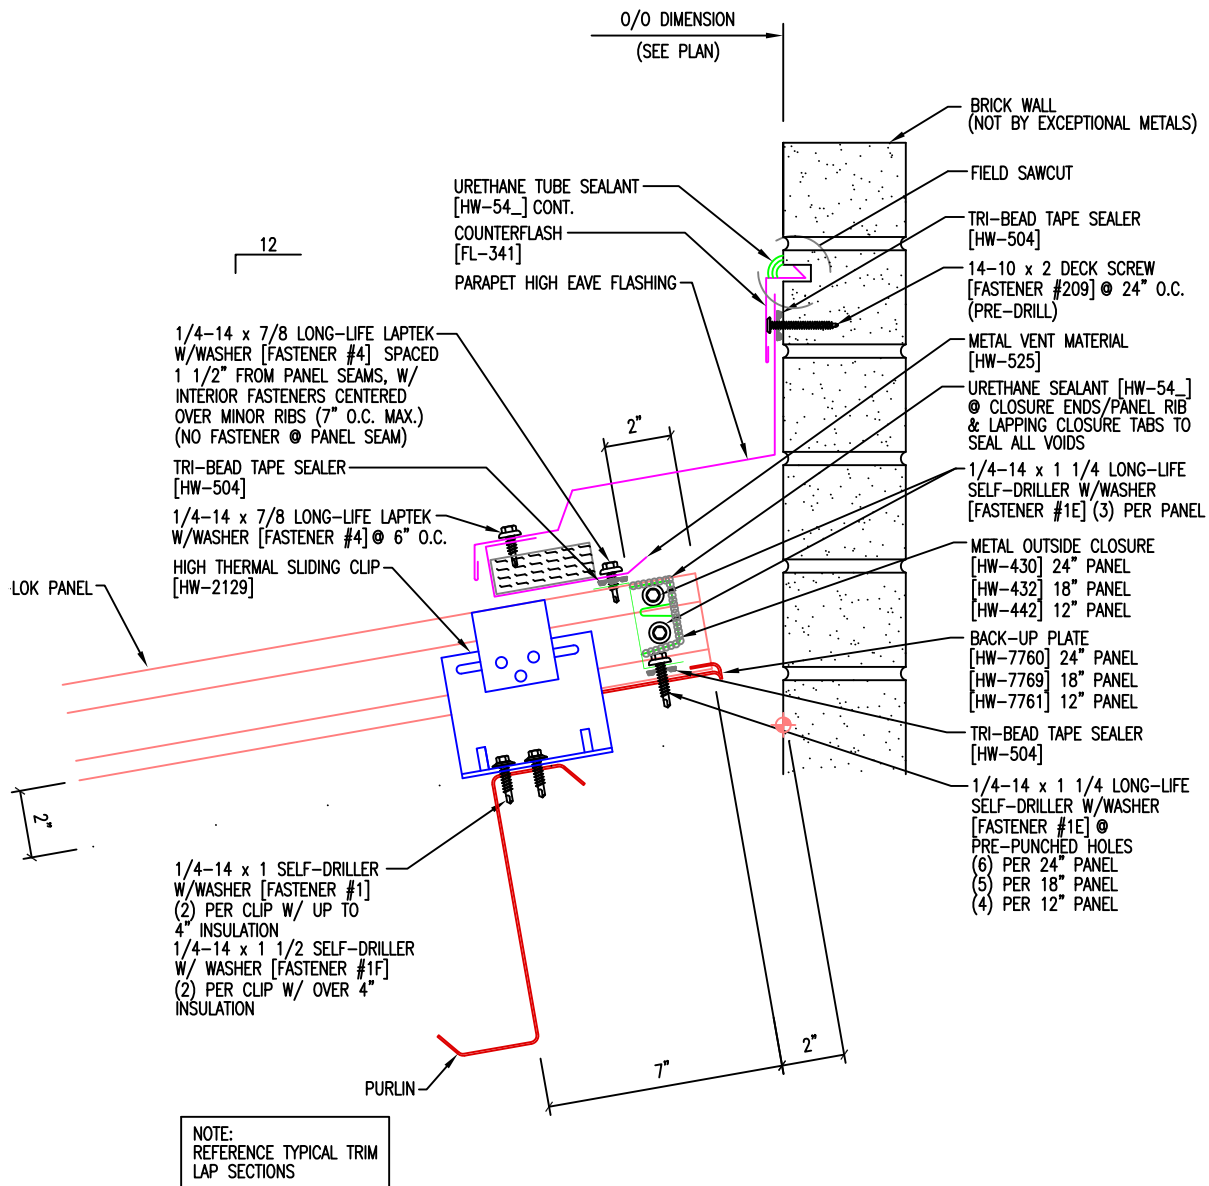 O/O DIMENSION
(SEE PLAN)
BRICK WALL
(NOT BY EXCEPTIONAL METALS)
FIELD SAWCUT
TRI-BEAD TAPE SEALER
[HW-504]
14-10 x 2 DECK SCREW
[FASTENER #209] @ 24" O.C.
(PRE-DRILL)
METAL VENT MATERIAL
[HW-525]
URETHANE SEALANT [HW-54_]
@ CLOSURE ENDS/PANEL RIB
& LAPPING CLOSURE TABS TO
SEAL ALL VOIDS
1/4-14 x 1 1/4 LONG-LIFE
SELF-DRILLER W/WASHER
[FASTENER #1E] (3) PER PANEL
METAL OUTSIDE CLOSURE
[HW-430] 24" PANEL
[HW-432] 18" PANEL
[HW-442] 12" PANEL
BACK-UP PLATE
[HW-7760] 24" PANEL
[HW-7769] 18" PANEL
[HW-7761] 12" PANEL
TRI-BEAD TAPE SEALER
[HW-504]
1/4-14 x 1 1/4 LONG-LIFE
SELF-DRILLER W/WASHER
[FASTENER #1E] @
PRE-PUNCHED HOLES
(6) PER 24" PANEL
(5) PER 18" PANEL
(4) PER 12" PANEL
URETHANE TUBE SEALANT
[HW-54_] CONT.
COUNTERFLASH
[FL-341]
PARAPET HIGH EAVE FLASHING
12
1/4-14 x 7/8 LONG-LIFE LAPTEK
W/WASHER [FASTENER #4] SPACED
1 1/2" FROM PANEL SEAMS, W/
INTERIOR FASTENERS CENTERED
OVER MINOR RIBS (7" O.C. MAX.)
(NO FASTENER @ PANEL SEAM)
2"
TRI-BEAD TAPE SEALER
[HW-504]
1/4-14 x 7/8 LONG-LIFE LAPTEK
W/WASHER [FASTENER #4] @ 6" O.C.
HIGH THERMAL SLIDING CLIP
[HW-2129]
LOK PANEL
2"
1/4-14 x 1 SELF-DRILLER
W/WASHER [FASTENER #1]
(2) PER CLIP W/ UP TO
4" INSULATION
1/4-14 x 1 1/2 SELF-DRILLER
W/ WASHER [FASTENER #1F]
(2) PER CLIP W/ OVER 4"
INSULATION
PURLIN
7"
2"
NOTE:
REFERENCE TYPICAL TRIM
LAP SECTIONS